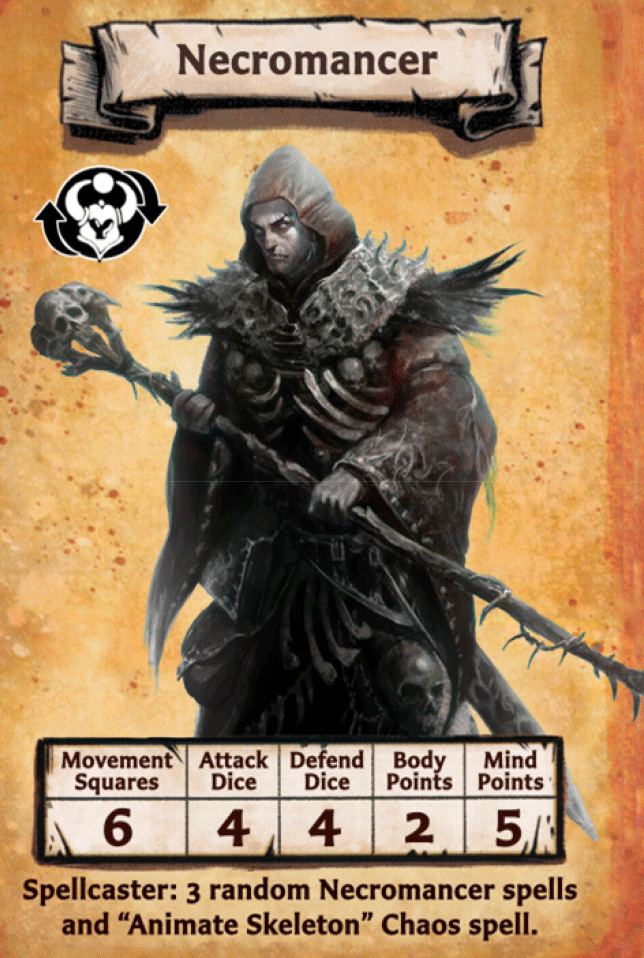 Necromancer
Movement Squares Attack Dice Defend Dice Body Points Mind Points
6 4 4 2 5
Spellcaster: 3 random Necromancer spells
and “Animate Skeleton” Chaos spell.